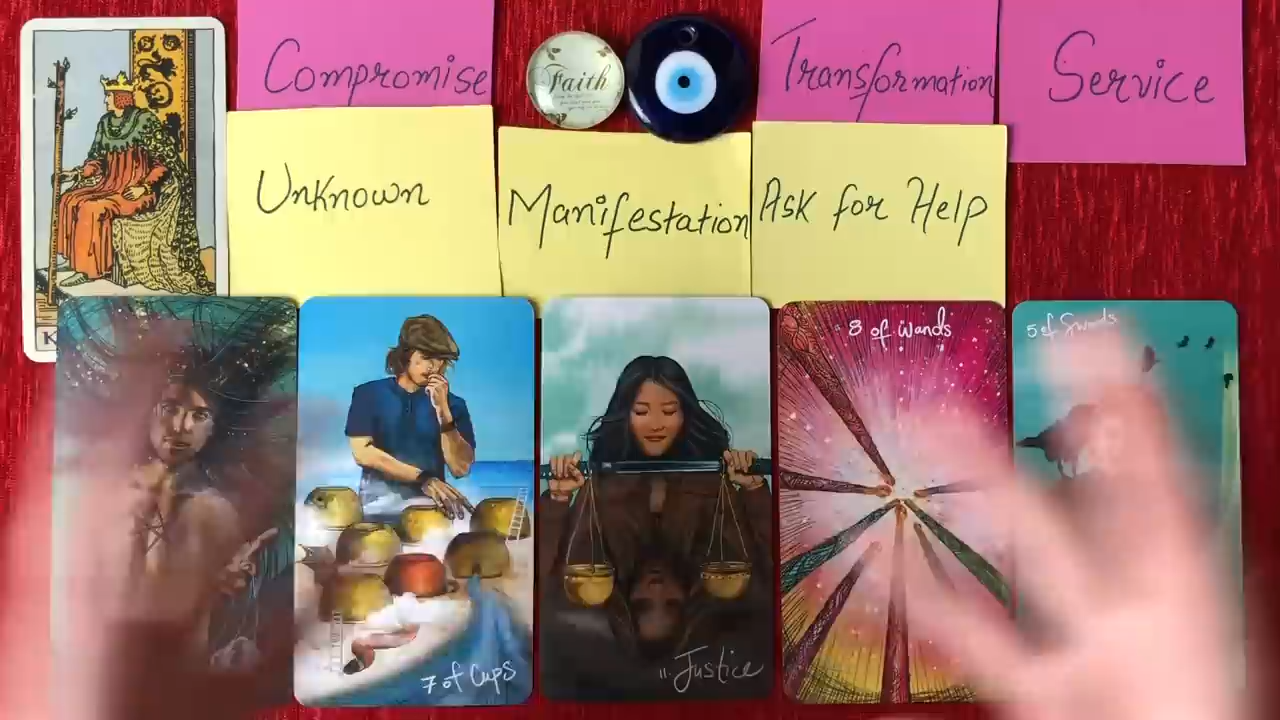 Compromise
Faith
Transformation
Service
Unknown
Manifestation
Ask for Help
K
8 of Wands
5 of Swords
7 of Cups
11. Justice